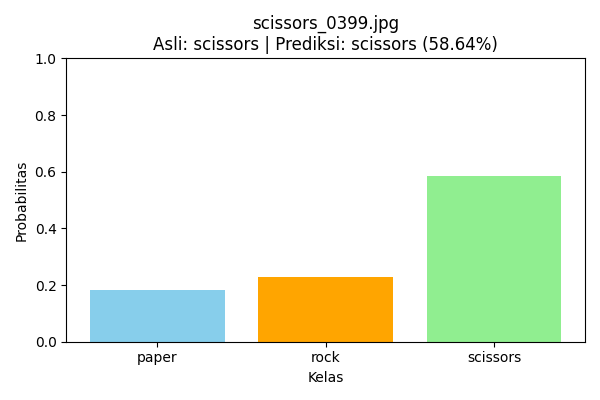 scissors_0399.jpg
Asli: scissors | Prediksi: scissors (58.64%)
1.0
0.8
0.6
0.4
0.2
0.0
Probabilitas
paper rock scissors
Kelas